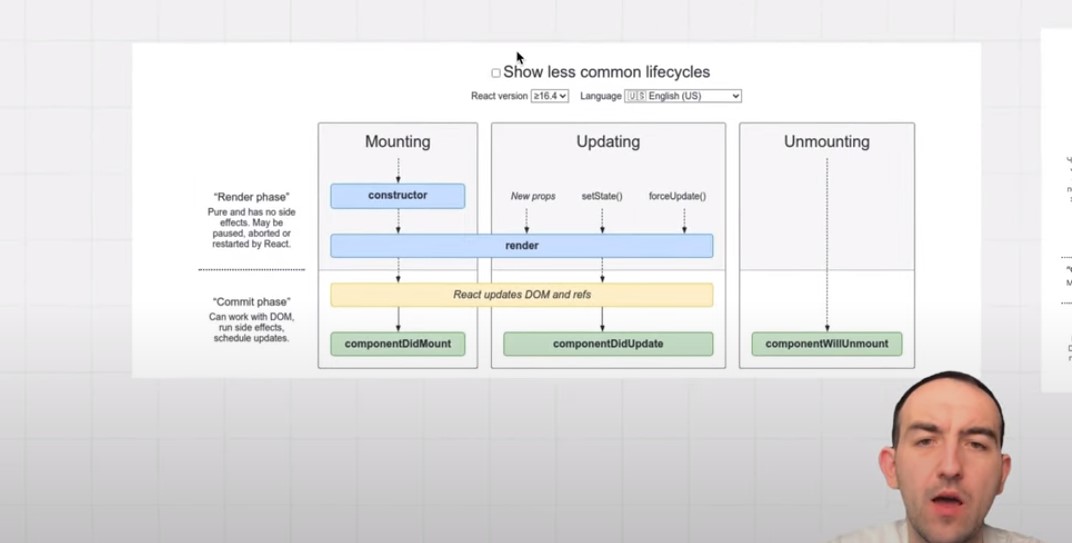 Show less common lifecycles
React version ≥16.4 Language 🇺🇸 English (US)
Mounting
Updating
Unmounting
"Render phase"
Pure and has no side
effects. May be
paused, aborted or
restarted by React.
constructor
New props
setState()
forceUpdate()
render
"Commit phase"
Can work with DOM,
run side effects,
schedule updates.
React updates DOM and refs
componentDidMount
componentDidUpdate
componentWillUnmount